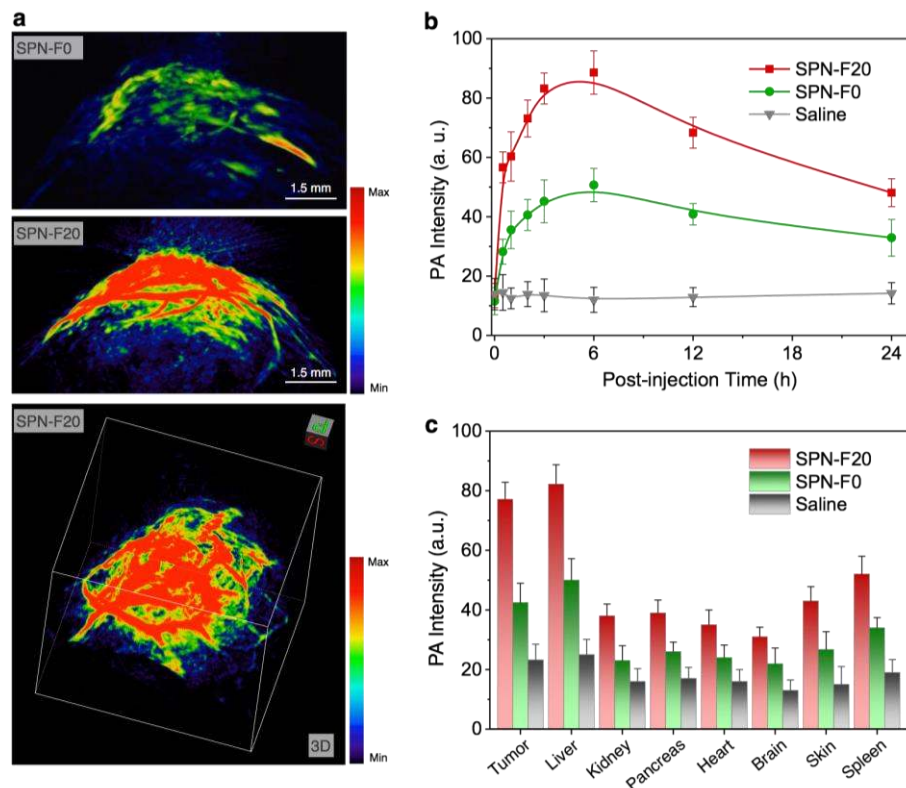 a
SPN-F0
1.5 mm
Max
SPN-F20
1.5 mm
Min
SPN-F20
Max
3D
Min
b
100
80
60
40
20
0
PA Intensity (a. u.)
SPN-F20
SPN-F0
Saline
0
6
12
18
24
Post-injection Time (h)
c
100
80
60
40
20
0
PA Intensity (a.u.)
SPN-F20
SPN-F0
Saline
Tumor
Liver
Kidney
Pancreas
Heart
Brain
Skin
Spleen